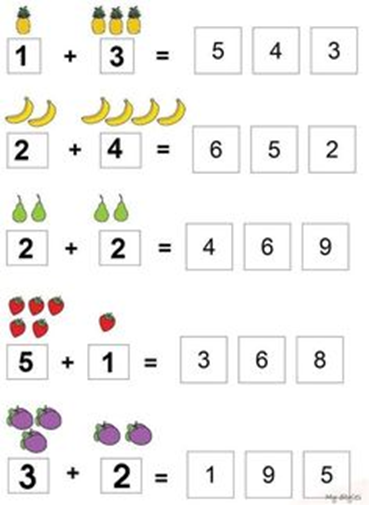 1 + 3 = 5 4 3
2 + 4 = 6 5 2
2 + 2 = 4 6 9
5 + 1 = 3 6 8
3 + 2 = 1 9 5
My